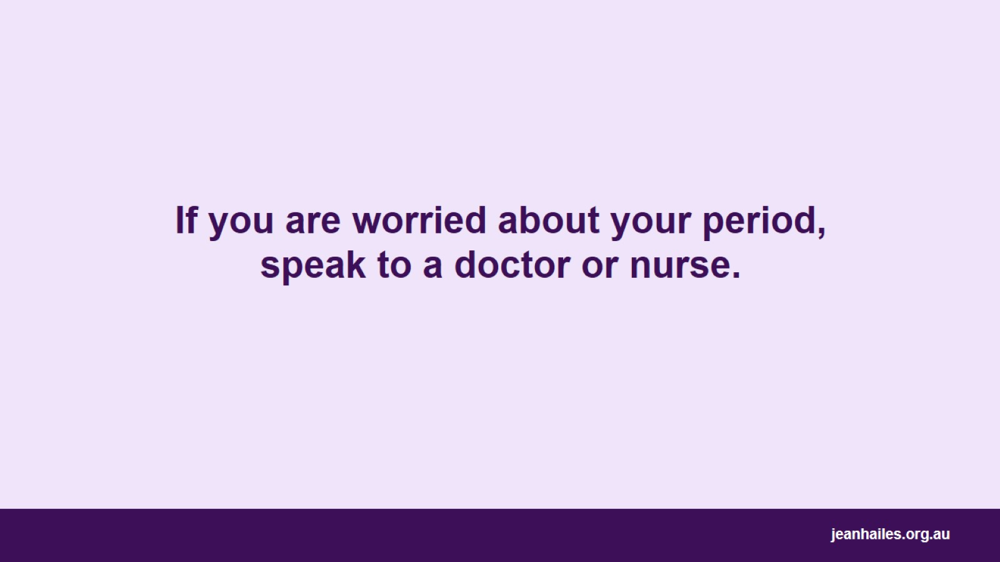 If you are worried about your period,
speak to a doctor or nurse.
jeanhailes.org.au